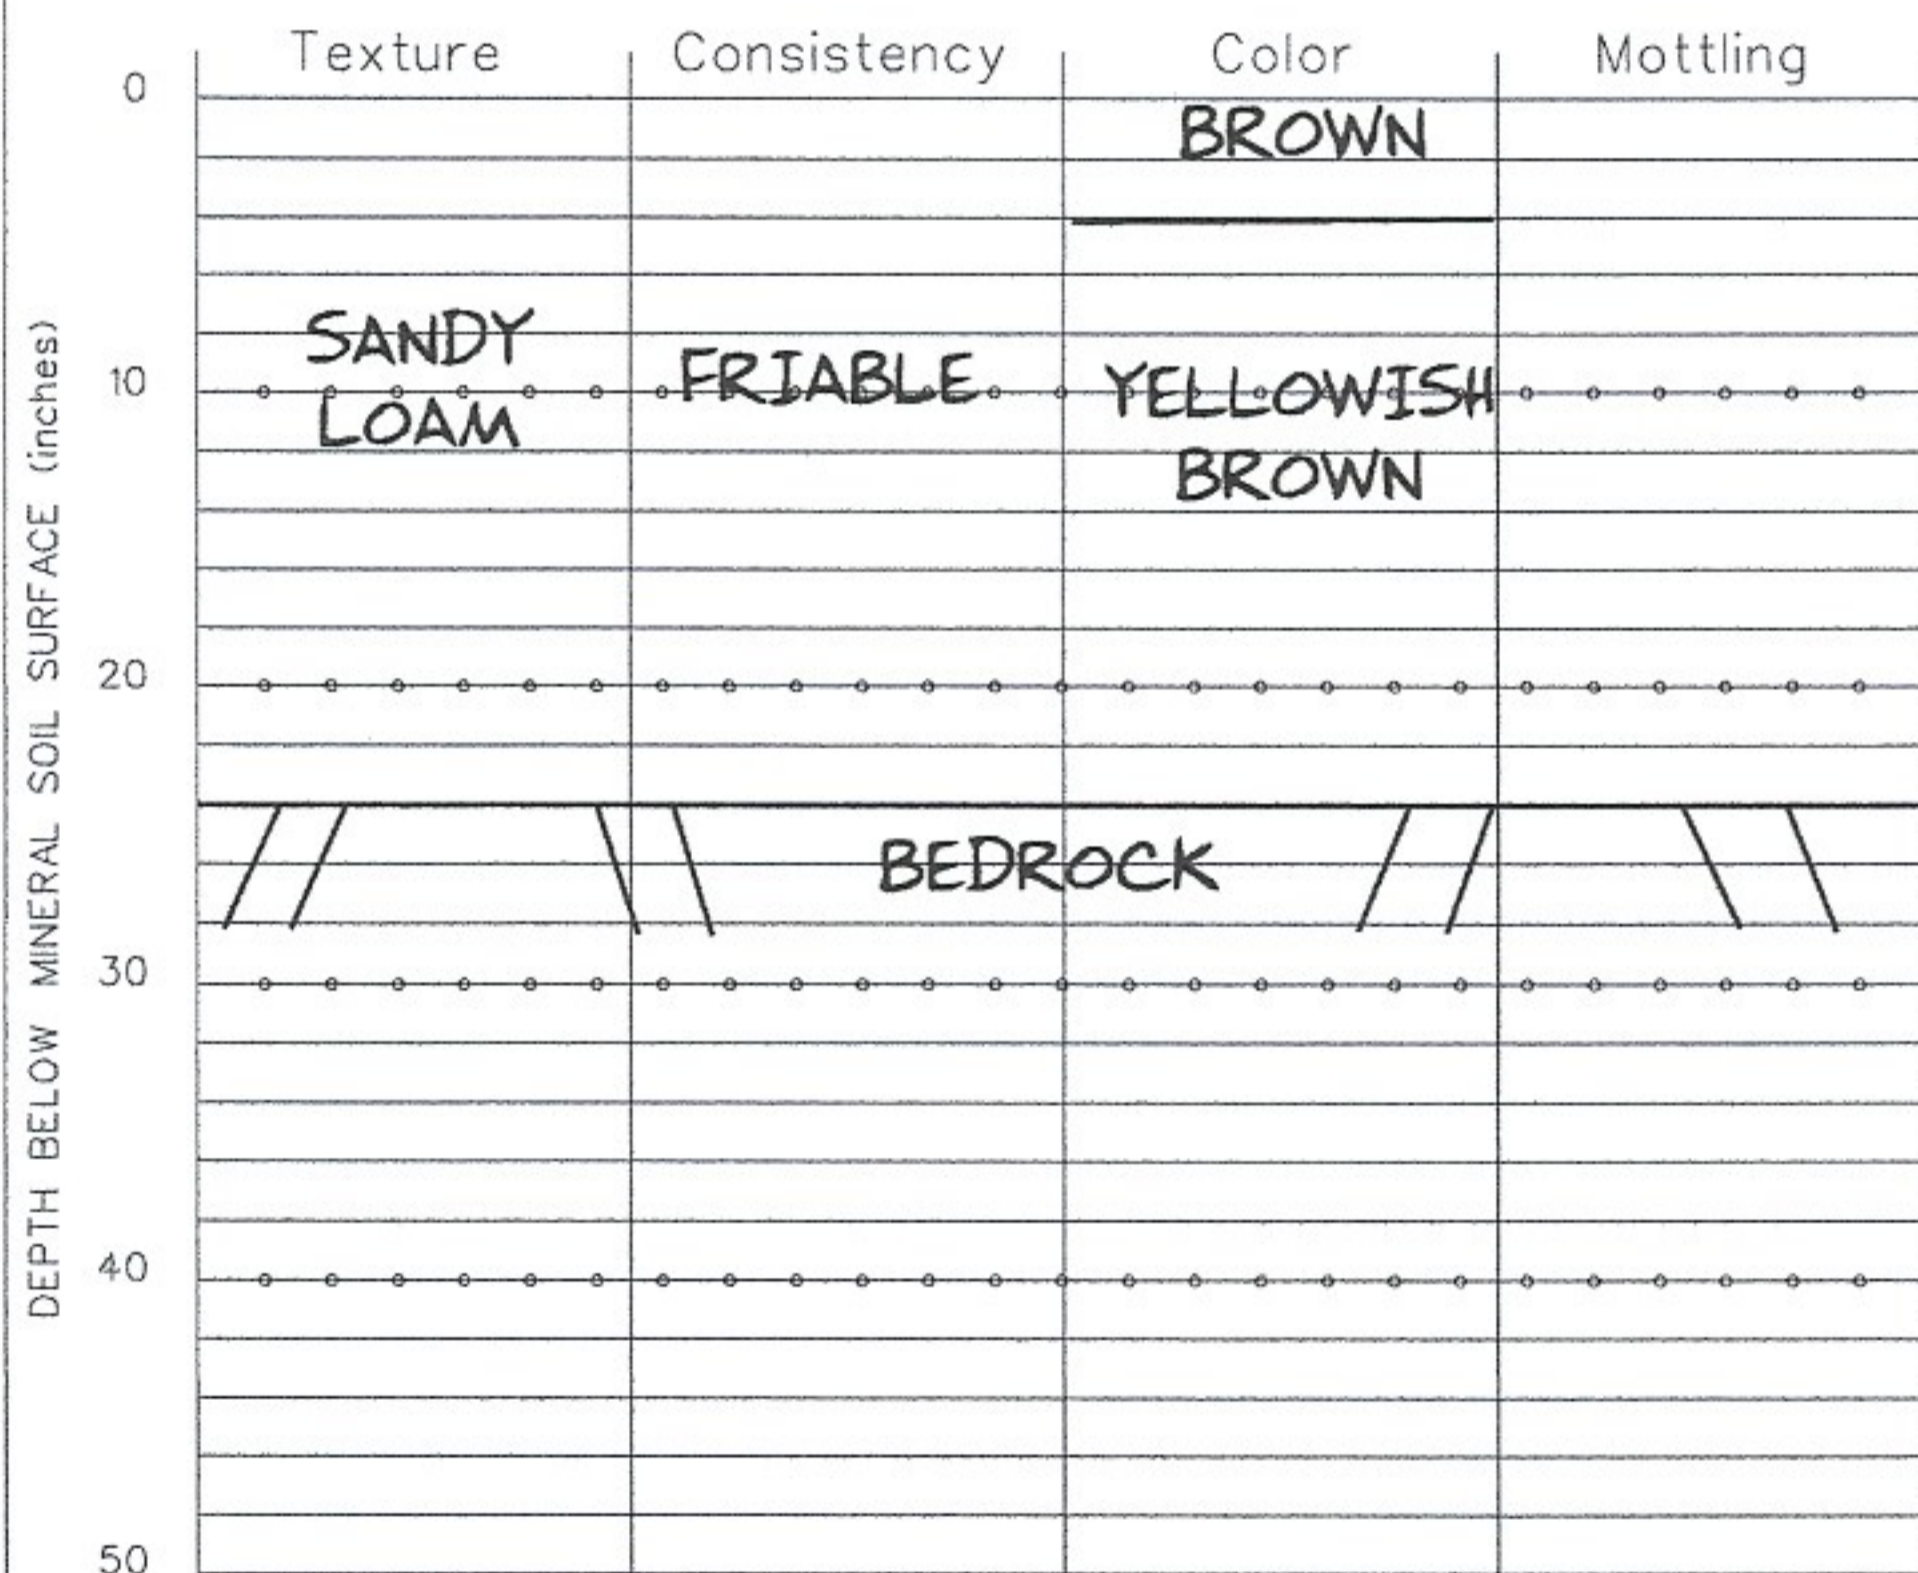 Texture Consistency Color Mottling
0
BROWN
SANDY
10 FRIABLE YELLOWISH
LOAM
BROWN
20
BEDROCK
30
40
50
DEPTH BELOW MINERAL SOIL SURFACE (inches)